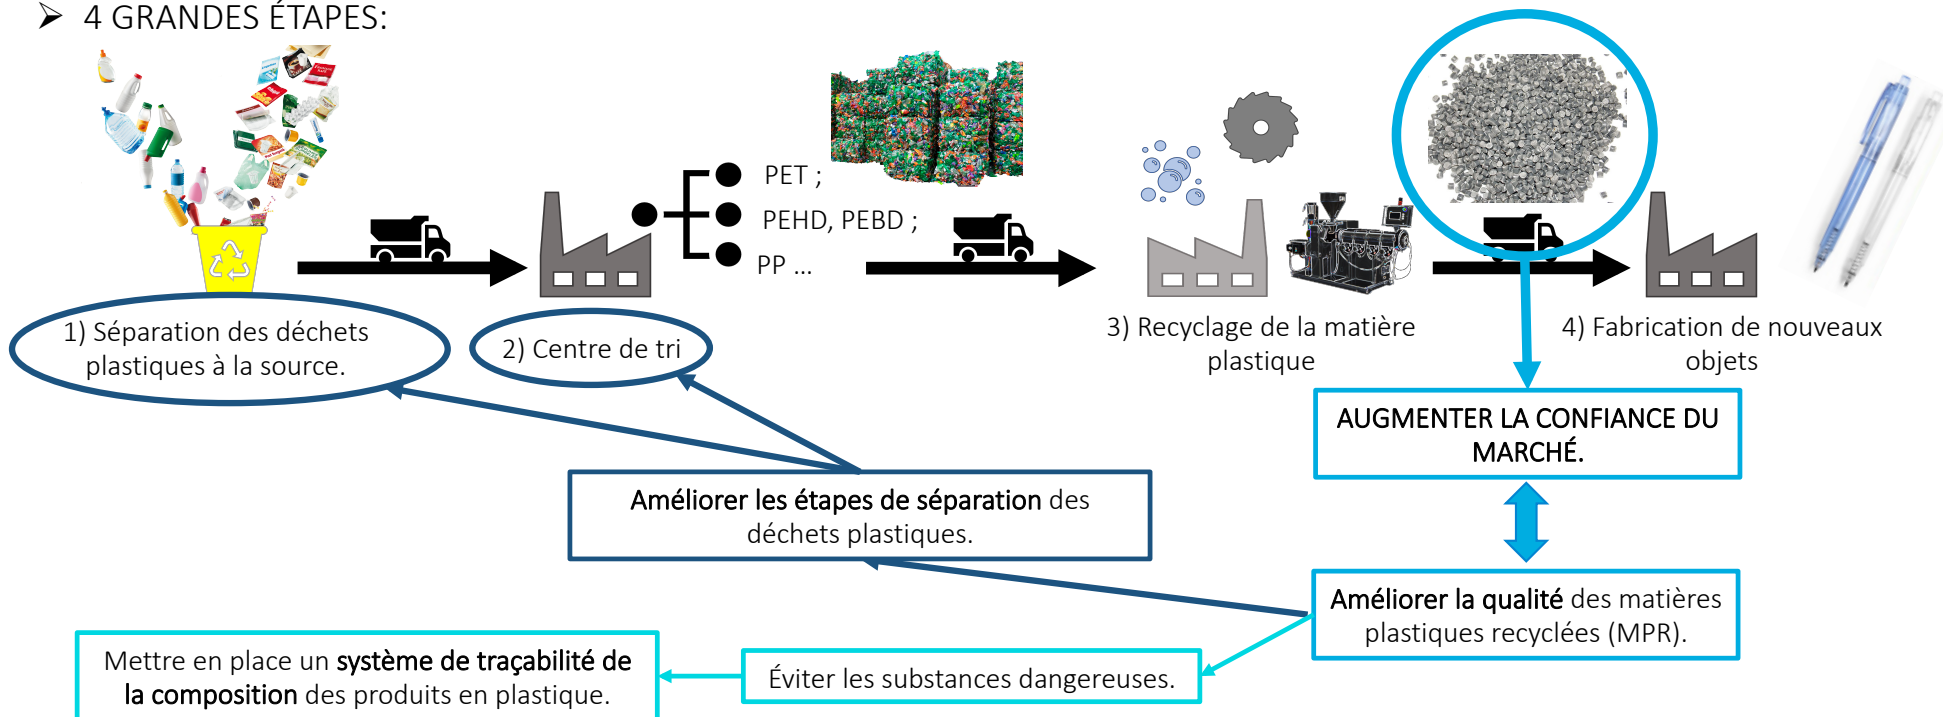 ➢ 4 GRANDES ÉTAPES:
PET ;
PEHD, PEBD ;
PP ...
1) Séparation des déchets
plastiques à la source.
2) Centre de tri
3) Recyclage de la matière
plastique
4) Fabrication de nouveaux
objets
AUGMENTER LA CONFIANCE DU
MARCHÉ.
Améliorer les étapes de séparation des
déchets plastiques.
Améliorer la qualité des matières
plastiques recyclées (MPR).
Éviter les substances dangereuses.
Mettre en place un système de traçabilité de
la composition des produits en plastique.